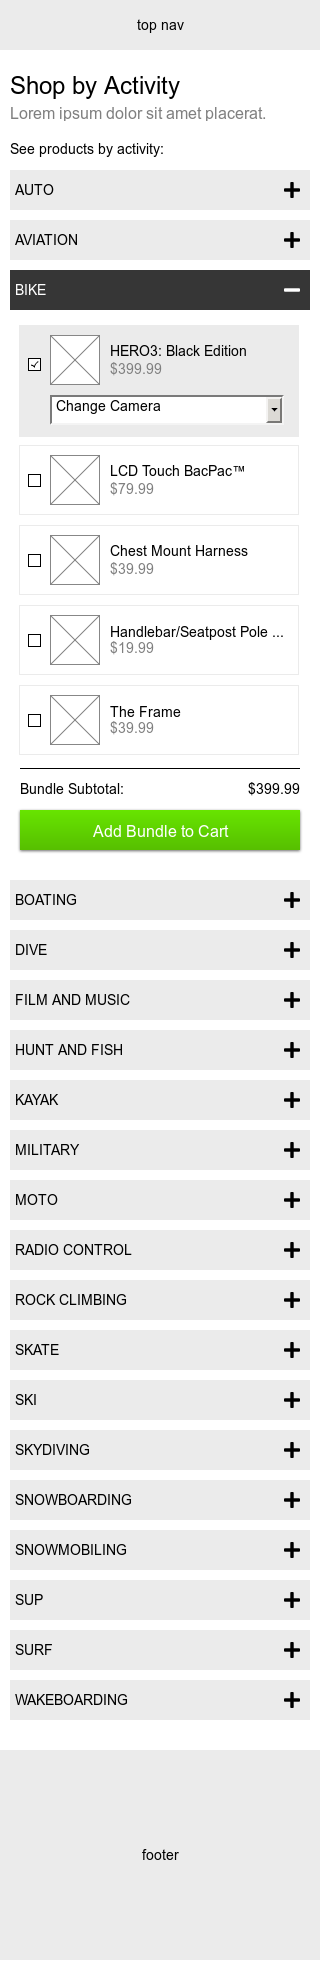 top nav
Shop by Activity
Lorem ipsum dolor sit amet placerat.
See products by activity:
AUTO
AVIATION
BIKE
HERO3: Black Edition
$399.99
Change Camera
LCD Touch BacPac™
$79.99
Chest Mount Harness
$39.99
Handlebar/Seatpost Pole ...
$19.99
The Frame
$39.99
Bundle Subtotal: $399.99
Add Bundle to Cart
BOATING
DIVE
FILM AND MUSIC
HUNT AND FISH
KAYAK
MILITARY
MOTO
RADIO CONTROL
ROCK CLIMBING
SKATE
SKI
SKYDIVING
SNOWBOARDING
SNOWMOBILING
SUP
SURF
WAKEBOARDING
footer